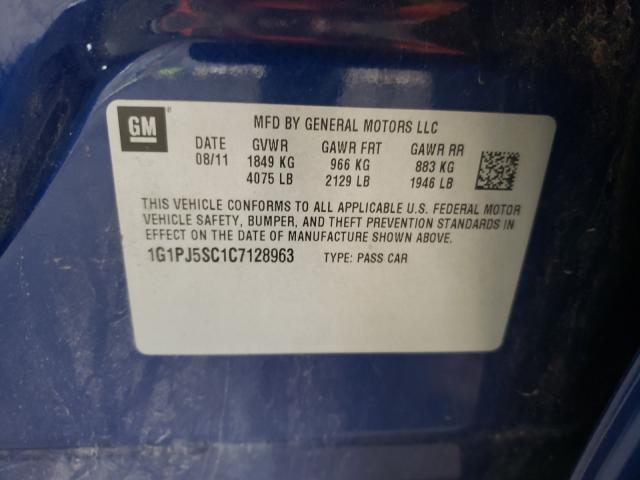 GM ®
MFD BY GENERAL MOTORS LLC
DATE GVWR GAWR FRT GAWR RR
08/11 1849 KG 966 KG 883 KG
4075 LB 2129 LB 1946 LB
THIS VEHICLE CONFORMS TO ALL APPLICABLE U.S. FEDERAL MOTOR
VEHICLE SAFETY, BUMPER, AND THEFT PREVENTION STANDARDS IN
EFFECT ON THE DATE OF MANUFACTURE SHOWN ABOVE.
1G1PJ5SC1C7128963 TYPE: PASS CAR